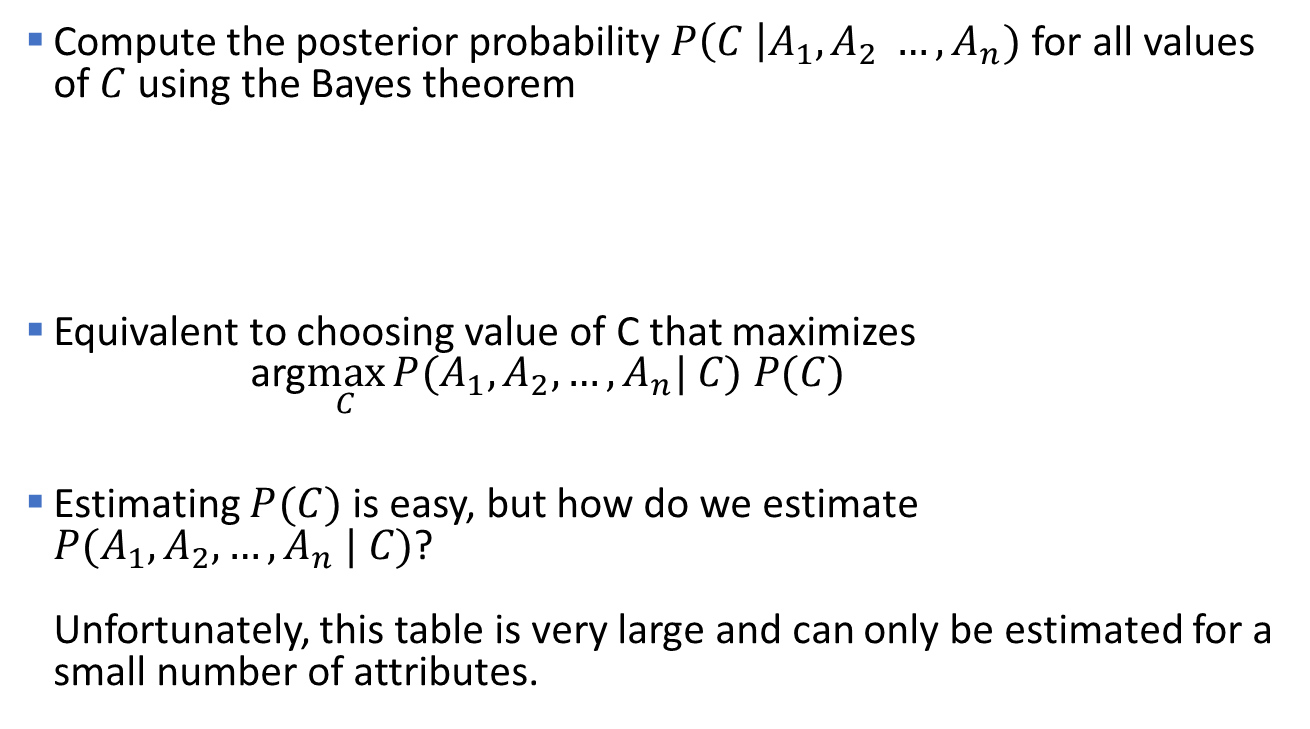 ▪ Compute the posterior probability P(C |A₁, A₂ …, Aₙ) for all values
of C using the Bayes theorem
▪ Equivalent to choosing value of C that maximizes
argmax P(A₁, A₂, …, Aₙ| C) P(C)
C
▪ Estimating P(C) is easy, but how do we estimate
P(A₁, A₂, …, Aₙ | C)?
Unfortunately, this table is very large and can only be estimated for a
small number of attributes.